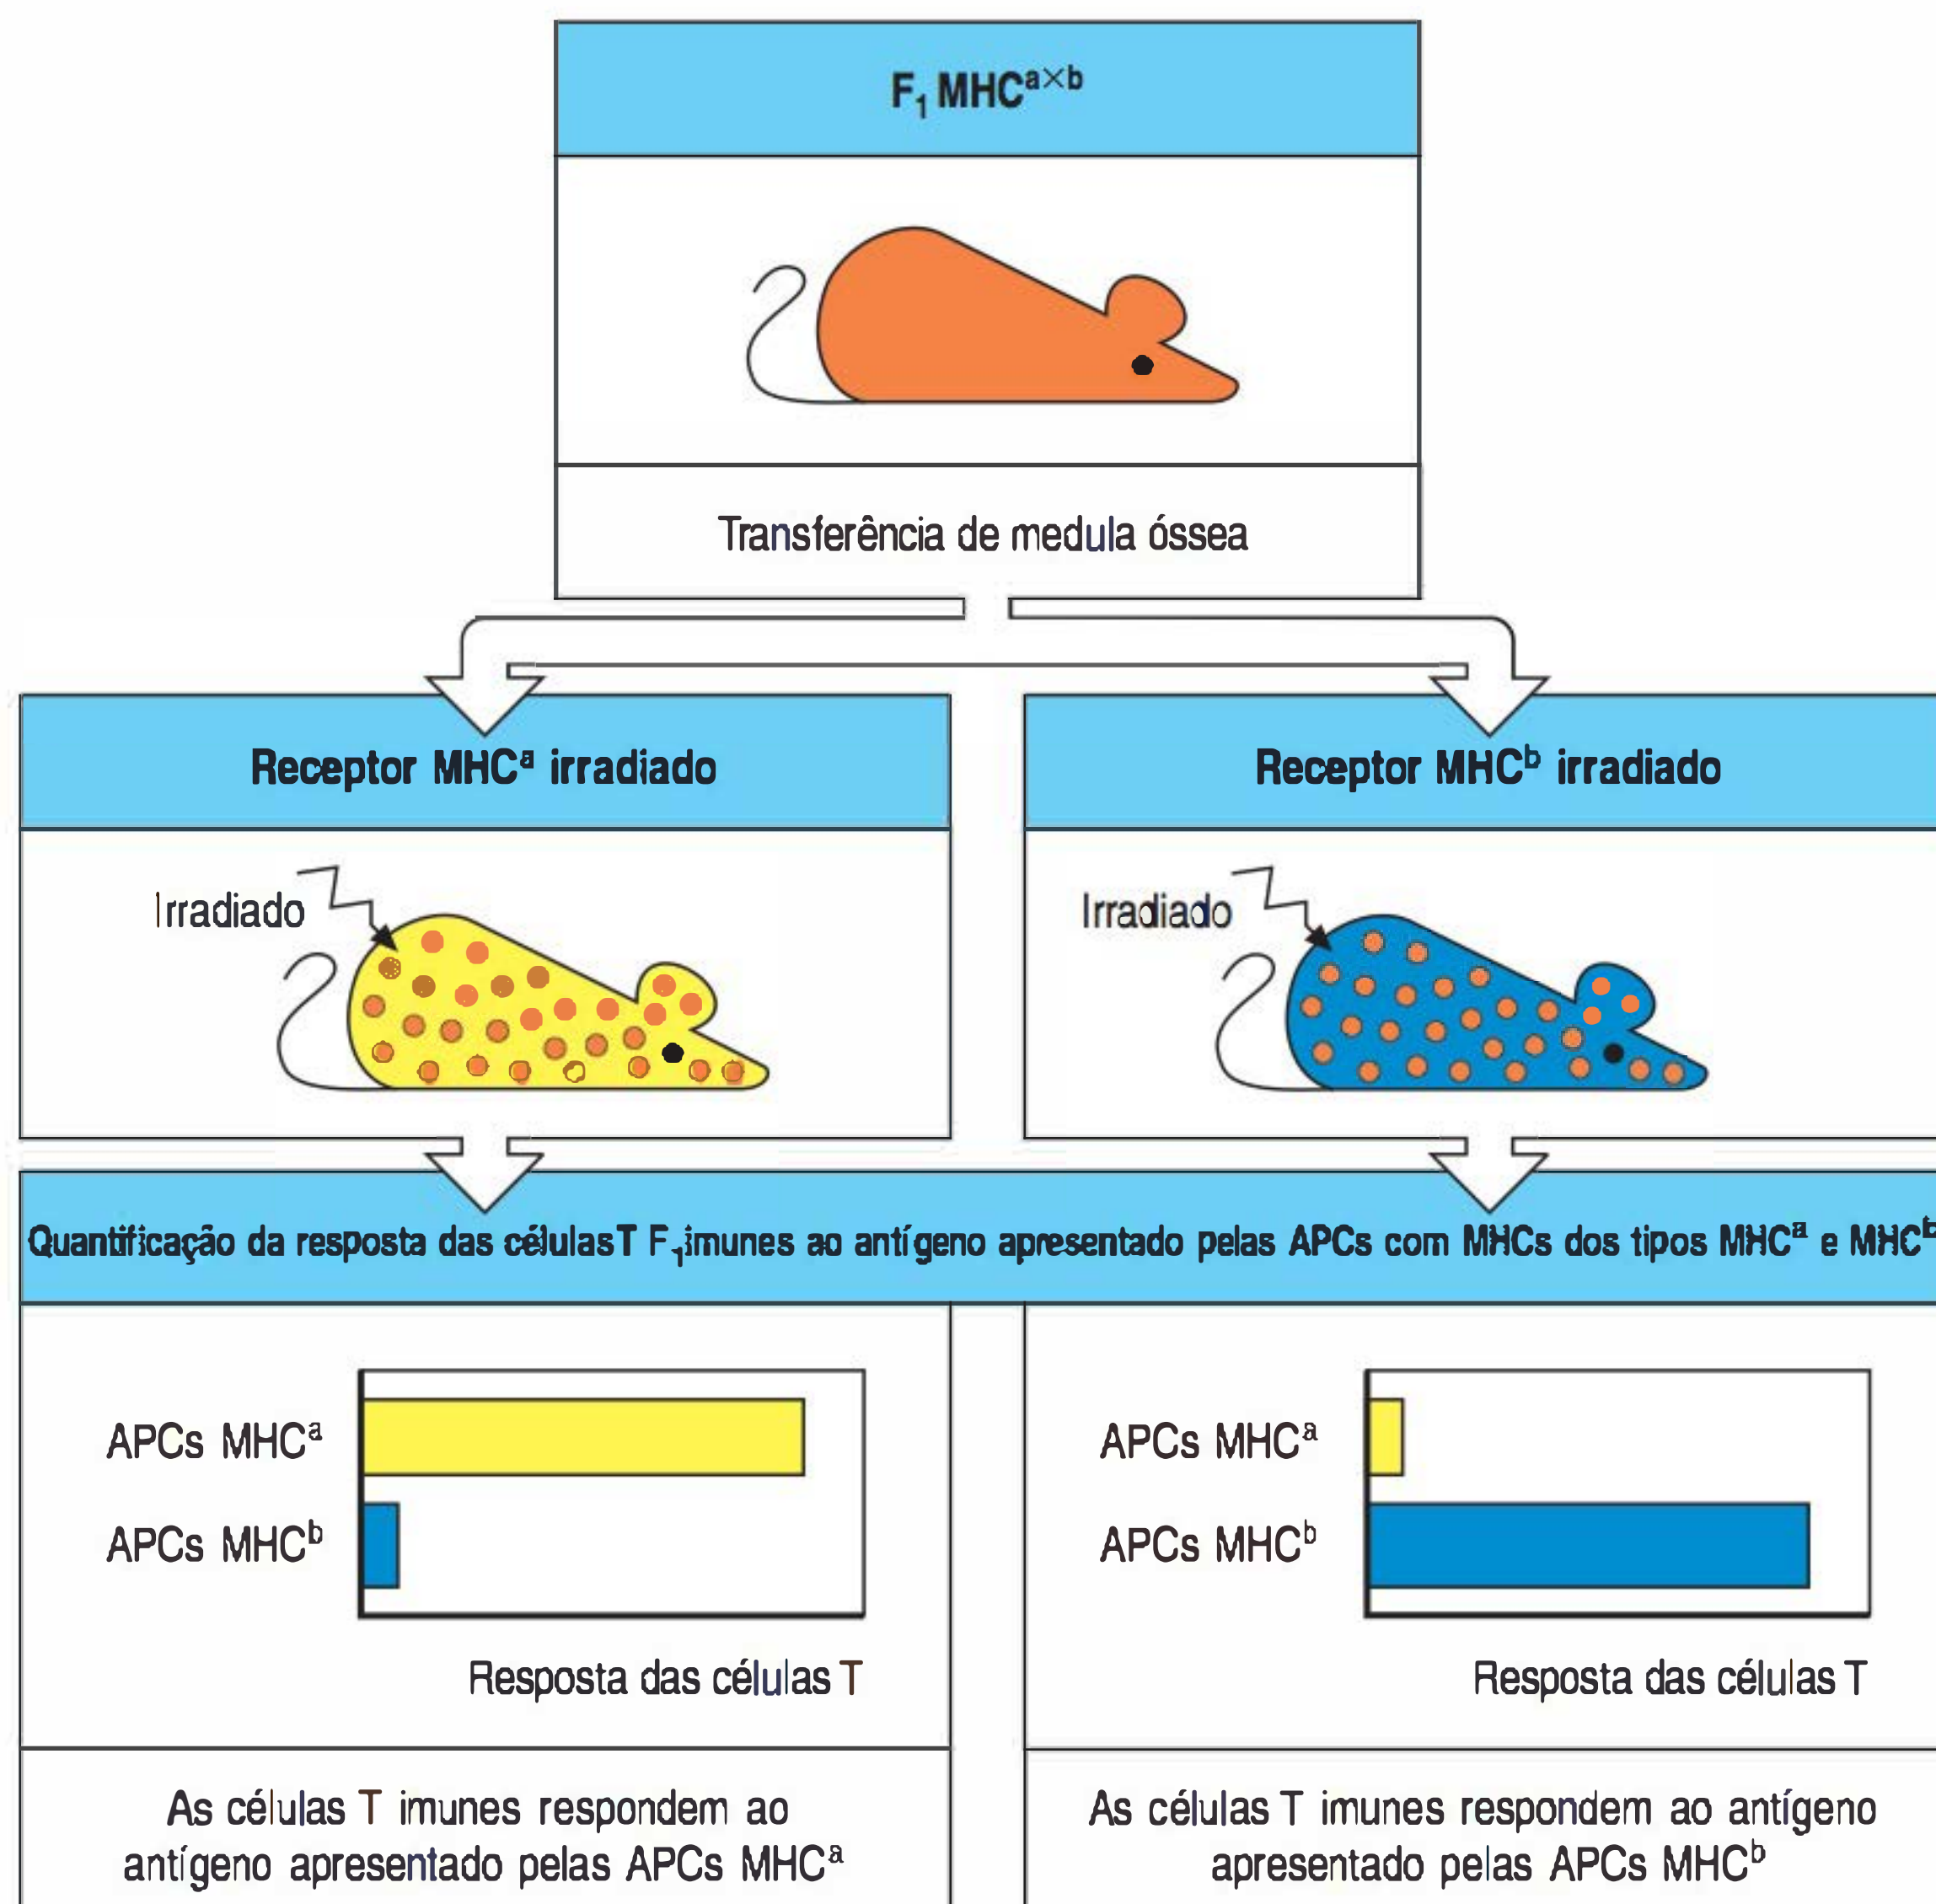 F₁ MHCᵃˣᵇ
Transferência de medula óssea
Receptor MHCᵃ irradiado
Receptor MHCᵇ irradiado
Irradiado
Irradiado
Quantificação da resposta das células T F₁ imunes ao antígeno apresentado pelas APCs com MHCs dos tipos MHCᵃ e MHCᵇ
APCs MHCᵃ
APCs MHCᵇ
Resposta das células T
APCs MHCᵃ
APCs MHCᵇ
Resposta das células T
As células T imunes respondem ao
antígeno apresentado pelas APCs MHCᵃ
As células T imunes respondem ao antígeno
apresentado pelas APCs MHCᵇ